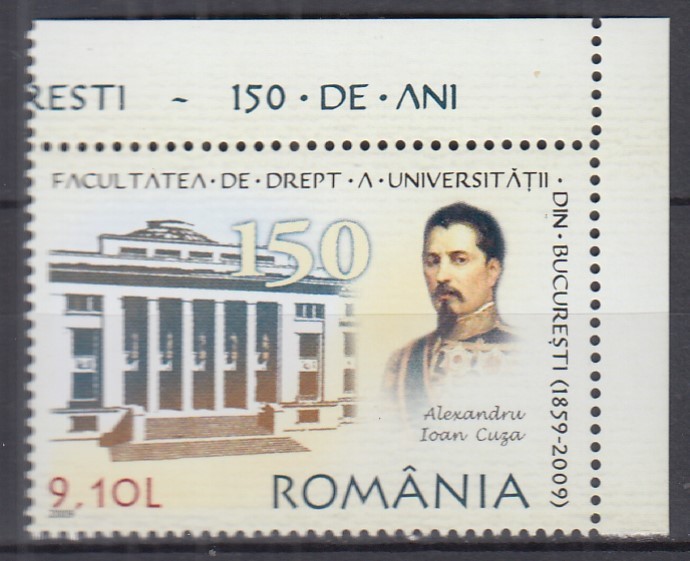 RESTI ~ 150·DE·ANI
FACULTATEA·DE·DREPT·A·UNIVERSITĂȚII·
DIN·BUCUREȘTI (1859-2009)
150
Alexandru
Ioan Cuza
9,10L
ROMÂNIA
2009